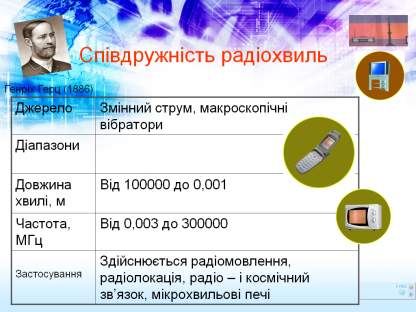 Співдружність радіохвиль
Генріх Герц (1886)
Джерело
Змінний струм, макроскопічні
вібратори
Діапазони
Довжина
хвилі, м
Від 100000 до 0,001
Частота,
МГц
Від 0,003 до 300000
Застосування
Здійснюється радіомовлення,
радіолокація, радіо – і космічний
зв’язок, мікрохвильові печі